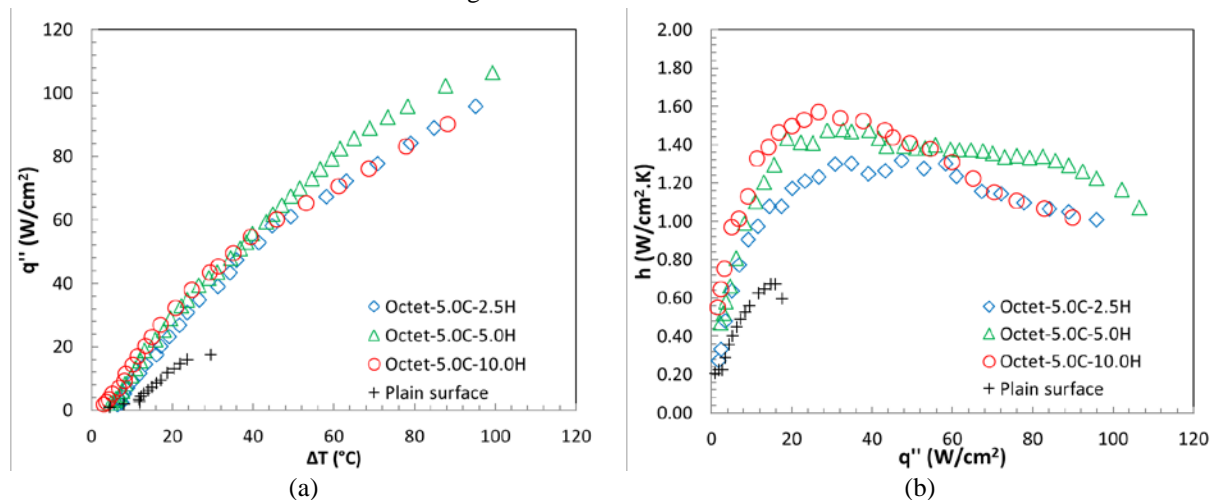 120
100
80
60
40
20
0
q'' (W/cm²)
Octet-5.0C-2.5H
Octet-5.0C-5.0H
Octet-5.0C-10.0H
Plain surface
0 20 40 60 80 100 120
ΔT (°C)
(a)
2.00
1.80
1.60
1.40
1.20
1.00
0.80
0.60
0.40
0.20
0.00
h (W/cm².K)
Octet-5.0C-2.5H
Octet-5.0C-5.0H
Octet-5.0C-10.0H
Plain surface
0 20 40 60 80 100 120
q'' (W/cm²)
(b)